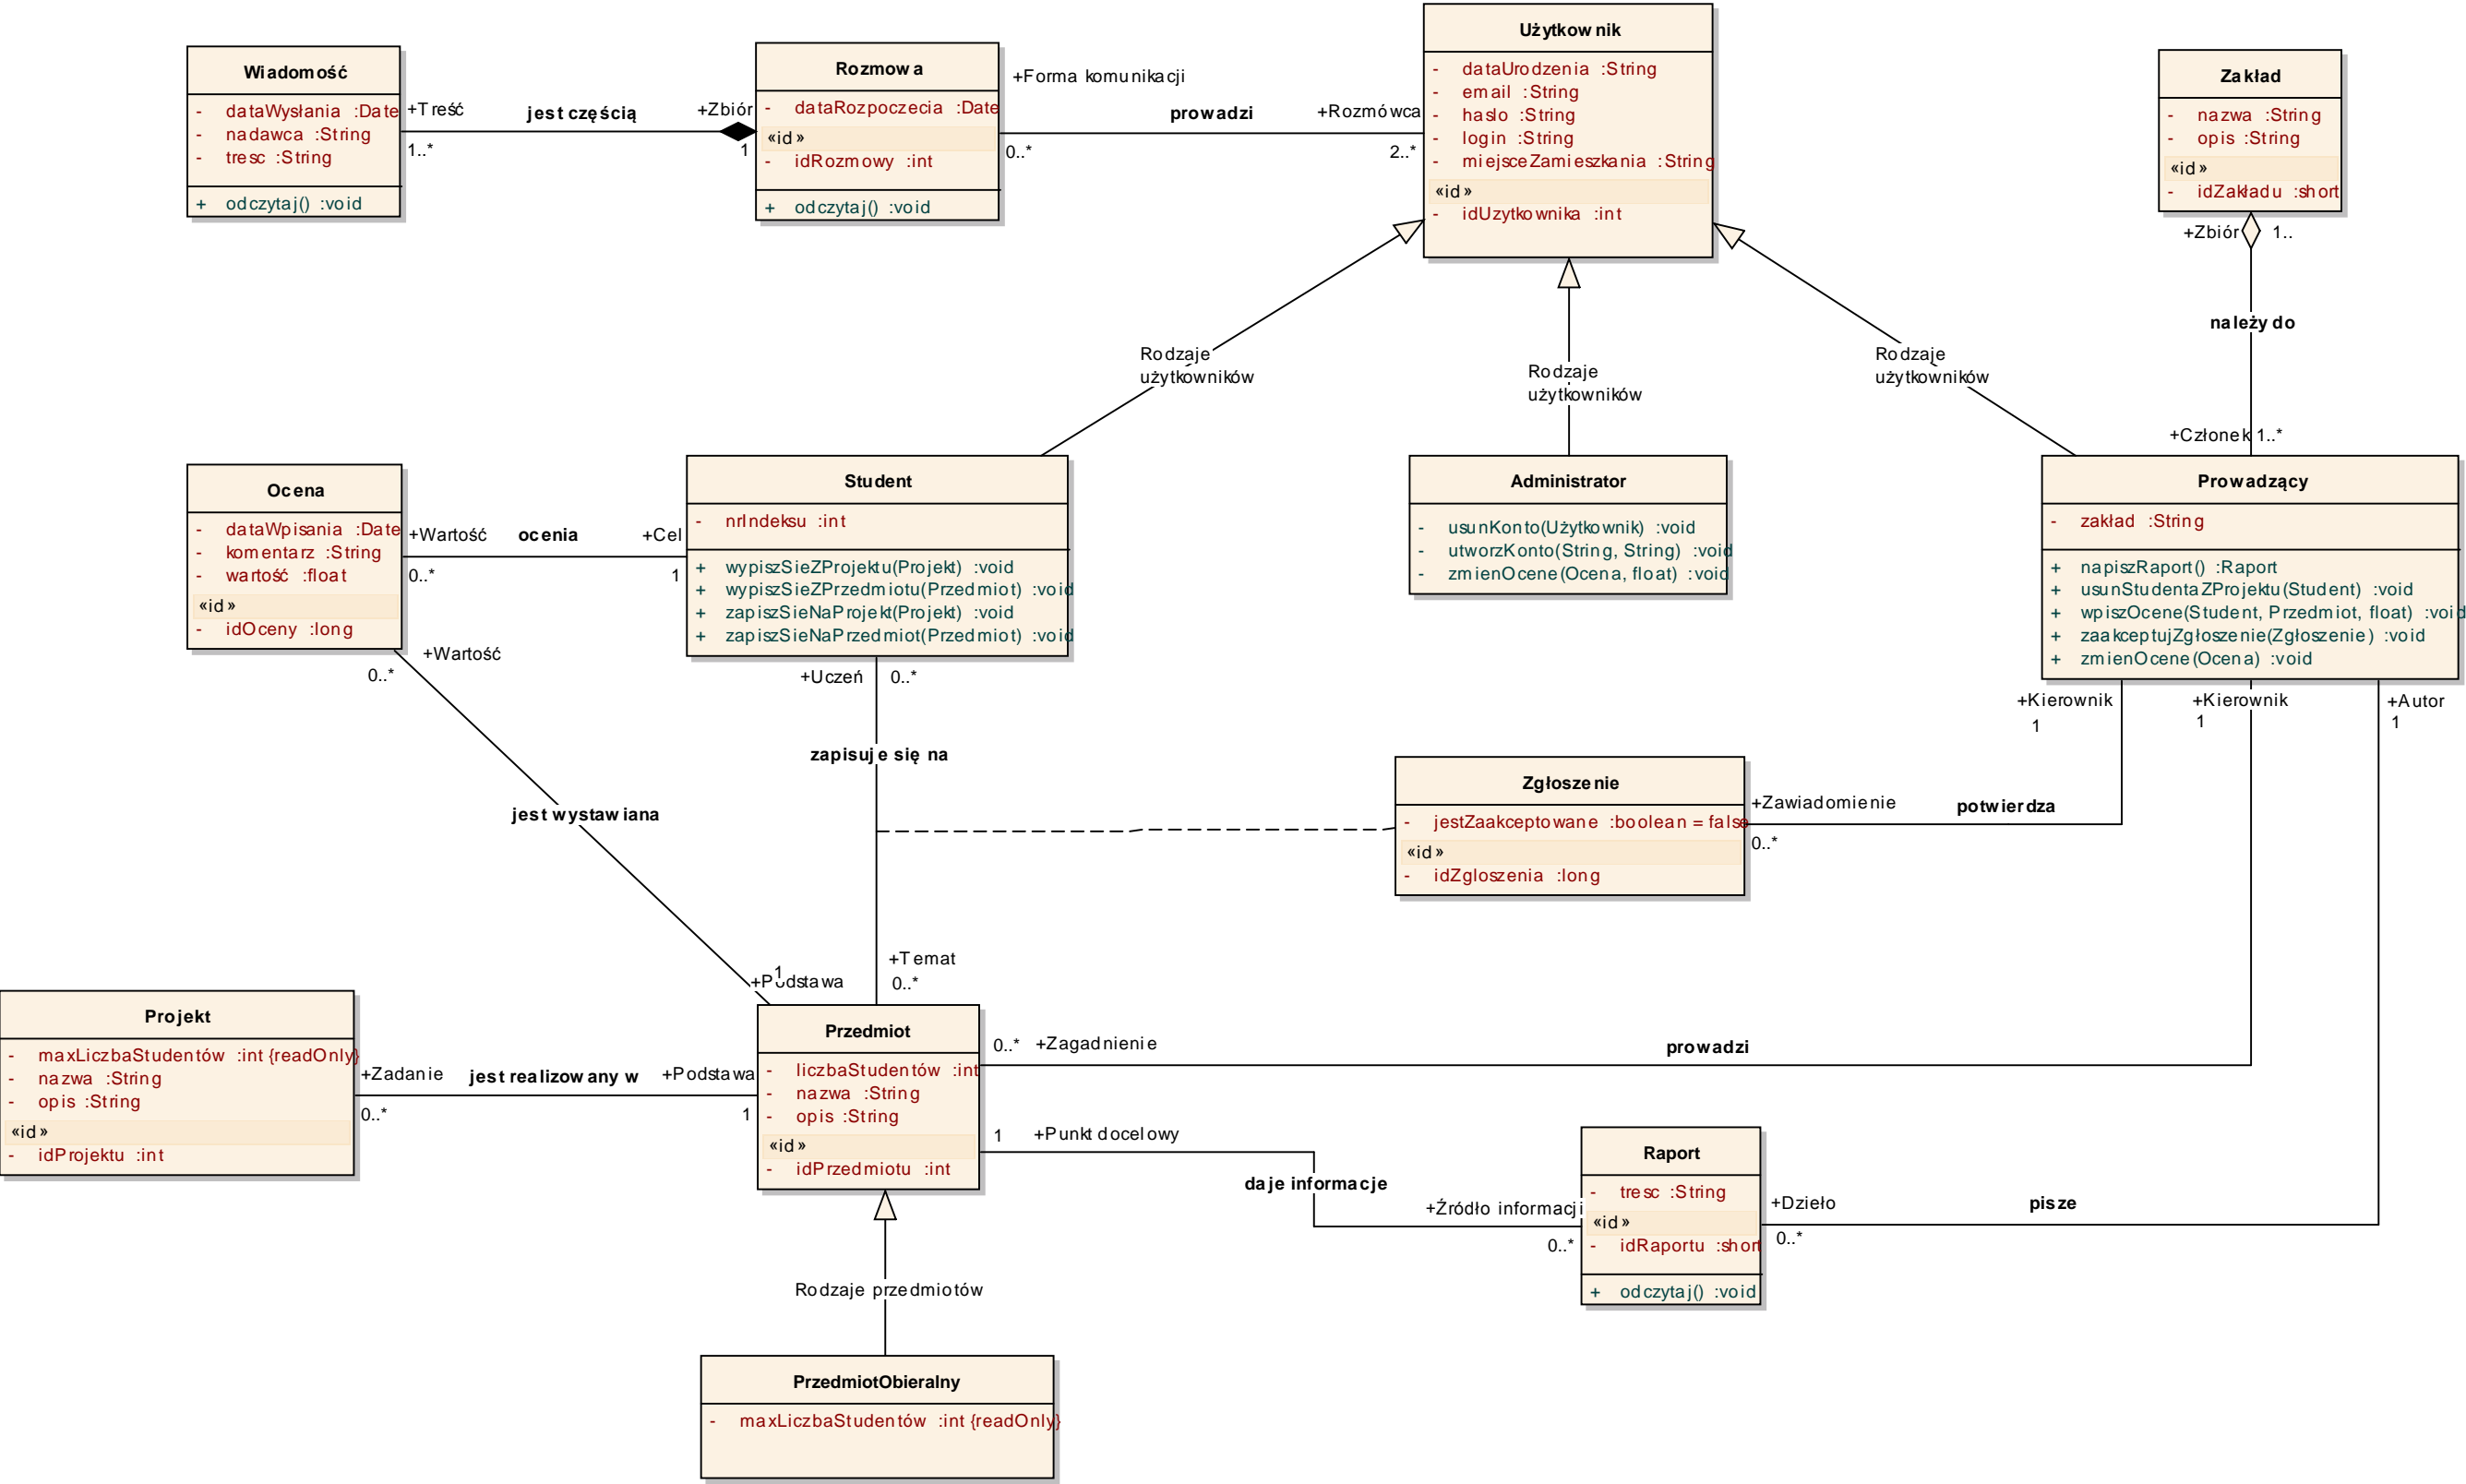 Wiadomość
- dataWysłania :Date
- nadawca :String
- tresc :String
+ odczytaj() :void
+Treść
1..*
jest częścią
+Zbiór
1
Rozmowa
- dataRozpoczecia :Date
«id»
- idRozmowy :int
+ odczytaj() :void
+Forma komunikacji
0..*
prowadzi
+Rozmówca
2..*
Użytkownik
- dataUrodzenia :String
- email :String
- haslo :String
- login :String
- miejsceZamieszkania :String
«id»
- idUzytkownika :int
Zakład
- nazwa :String
- opis :String
«id»
- idZakładu :short
+Zbiór
1..
należy do
+Członek 1..*
Rodzaje
użytkowników
Rodzaje
użytkowników
Rodzaje
użytkowników
Ocena
- dataWpisania :Date
- komentarz :String
- wartość :float
«id»
- idOceny :long
+Wartość
0..*
ocenia
+Cel
1
Student
- nrIndeksu :int
+ wypiszSieZProjektu(Projekt) :void
+ wypiszSieZPrzedmiotu(Przedmiot) :void
+ zapiszSieNaProjekt(Projekt) :void
+ zapiszSieNaPrzedmiot(Przedmiot) :void
Administrator
- usunKonto(Użytkownik) :void
- utworzKonto(String, String) :void
- zmienOcene(Ocena, float) :void
Prowadzący
- zakład :String
+ napiszRaport() :Raport
+ usunStudentaZProjektu(Student) :void
+ wpiszOcene(Student, Przedmiot, float) :void
+ zaakceptujZgłoszenie(Zgłoszenie) :void
+ zmienOcene(Ocena) :void
+Wartość
0..*
+Uczeń
0..*
+Kierownik
1
+Kierownik
1
+Autor
1
zapisuje się na
jest wystawiana
Zgłoszenie
- jestZaakceptowane :boolean = false
«id»
- idZgloszenia :long
+Zawiadomienie
0..*
potwierdza
+Temat
0..*
1
+Podstawa
Projekt
- maxLiczbaStudentów :int {readOnly}
- nazwa :String
- opis :String
«id»
- idProjektu :int
+Zadanie
0..*
jest realizowany w
+Podstawa
1
Przedmiot
- liczbaStudentów :int
- nazwa :String
- opis :String
«id»
- idPrzedmiotu :int
0..* +Zagadnienie
prowadzi
1 +Punkt docelowy
daje informacje
+Źródło informacji
0..*
Raport
- tresc :String
«id»
- idRaportu :short
+ odczytaj() :void
+Dzieło
0..*
pisze
Rodzaje przedmiotów
PrzedmiotObieralny
- maxLiczbaStudentów :int {readOnly}